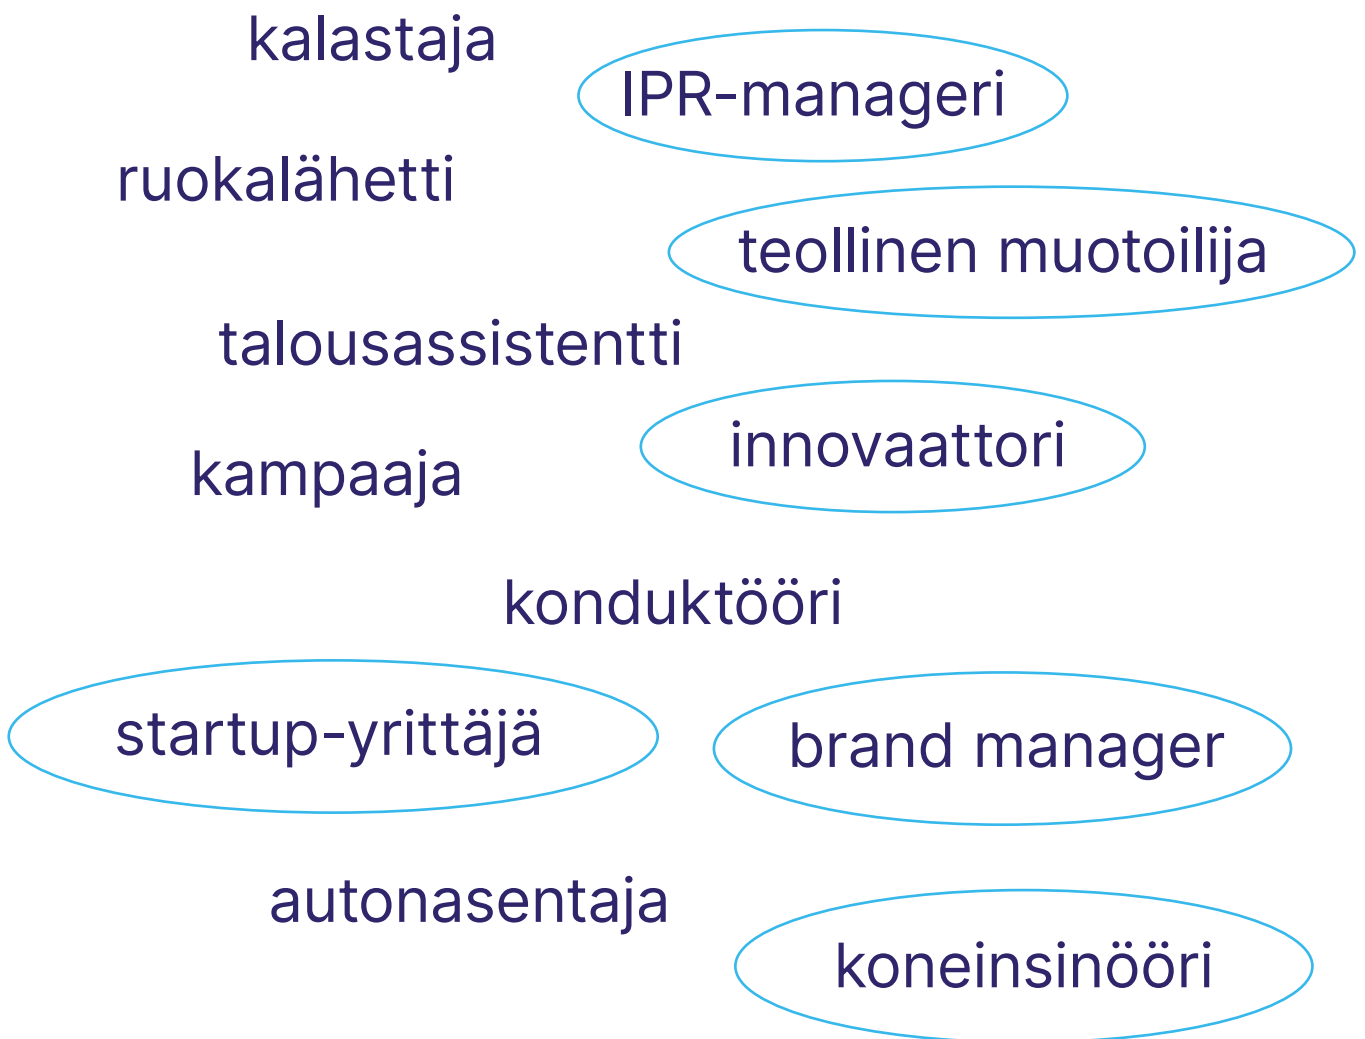 kalastaja
IPR-manageri
ruokalähetti
teollinen muotoilija
talousassistentti
innovaattori
kampaaja
konduktööri
startup-yrittäjä
brand manager
autonasentaja
koneinsinööri